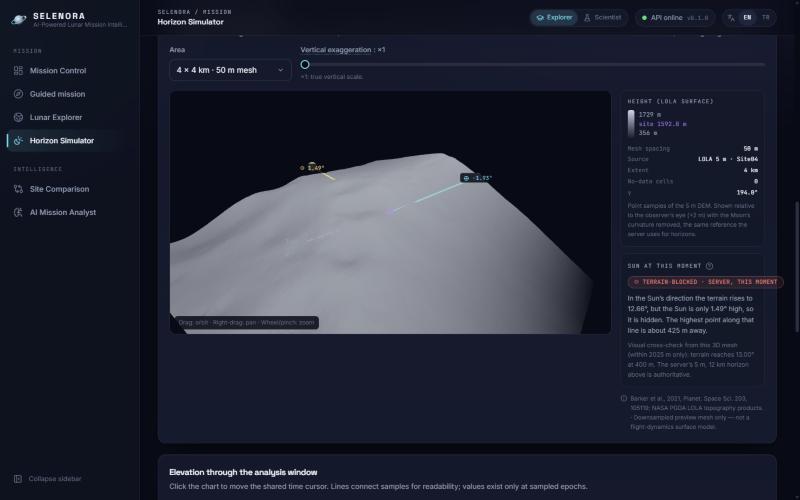 SELENORA
AI-Powered Lunar Mission Intelli...
MISSION
Mission Control
Guided mission
Lunar Explorer
Horizon Simulator
INTELLIGENCE
Site Comparison
AI Mission Analyst
Collapse sidebar
SELENORA / MISSION
Horizon Simulator
Explorer
Scientist
API online v0.1.0
EN
TR
Area
4 × 4 km · 50 m mesh
Vertical exaggeration : ×1
×1: true vertical scale.
1.49°
-1.93°
Drag: orbit · Right-drag: pan · Wheel/pinch: zoom
HEIGHT (LOLA SURFACE)
1729 m
site 1592.8 m
356 m
Mesh spacing 50 m
Source LOLA 5 m · Site04
Extent 4 km
No-data cells 0
γ 194.0°
Point samples of the 5 m DEM. Shown relative
to the observer's eye (+2 m) with the Moon's
curvature removed, the same reference the
server uses for horizons.
SUN AT THIS MOMENT
TERRAIN-BLOCKED · SERVER, THIS MOMENT
In the Sun's direction the terrain rises to
12.66°, but the Sun is only 1.49° high, so
it is hidden. The highest point along that
line is about 425 m away.
Visual cross-check from this 3D mesh
(within 2025 m only): terrain reaches 13.00°
at 400 m. The server's 5 m, 12 km horizon
above is authoritative.
Barker et al., 2021, Planet. Space Sci. 203,
105119; NASA PGDA LOLA topography products.
· Downsampled preview mesh only — not a
flight-dynamics surface model.
Elevation through the analysis window
Click the chart to move the shared time cursor. Lines connect samples for readability; values exist only at sampled epochs.